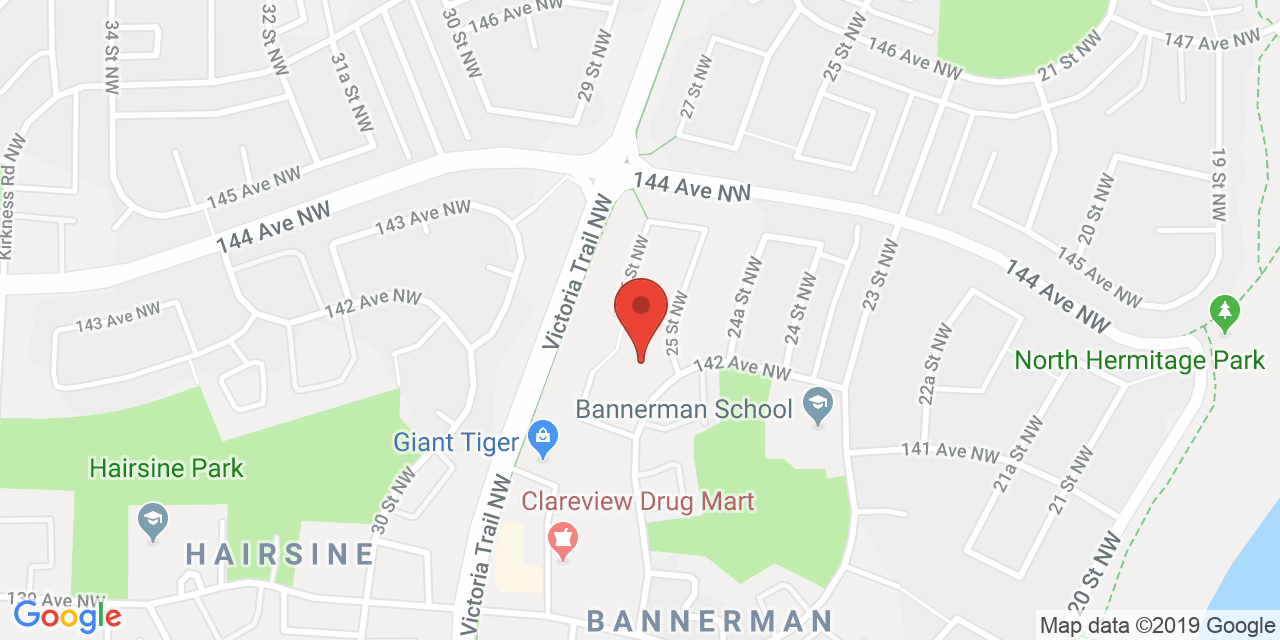 34 St NW
32 St NW
31a St NW
146 Ave NW
30 St NW
29 St NW
27 St NW
25 St NW
146 Ave NW
21 St NW
147 Ave NW
Kirkness Rd NW
145 Ave NW
144 Ave NW
143 Ave NW
144 Ave NW
19 St NW
20 St NW
145 Ave NW
144 Ave NW
Victoria Trail NW
St NW
25 St NW
24a St NW
24 St NW
23 St NW
142 Ave NW
143 Ave NW
142 Ave NW
22a St NW
North Hermitage Park
Bannerman School
Giant Tiger
Hairsine Park
141 Ave NW
21a St NW
21 St NW
30 St NW
Clareview Drug Mart
Victoria Trail NW
HAIRSINE
20 St NW
139 Ave NW
Google
BANNERMAN
Map data ©2019 Google